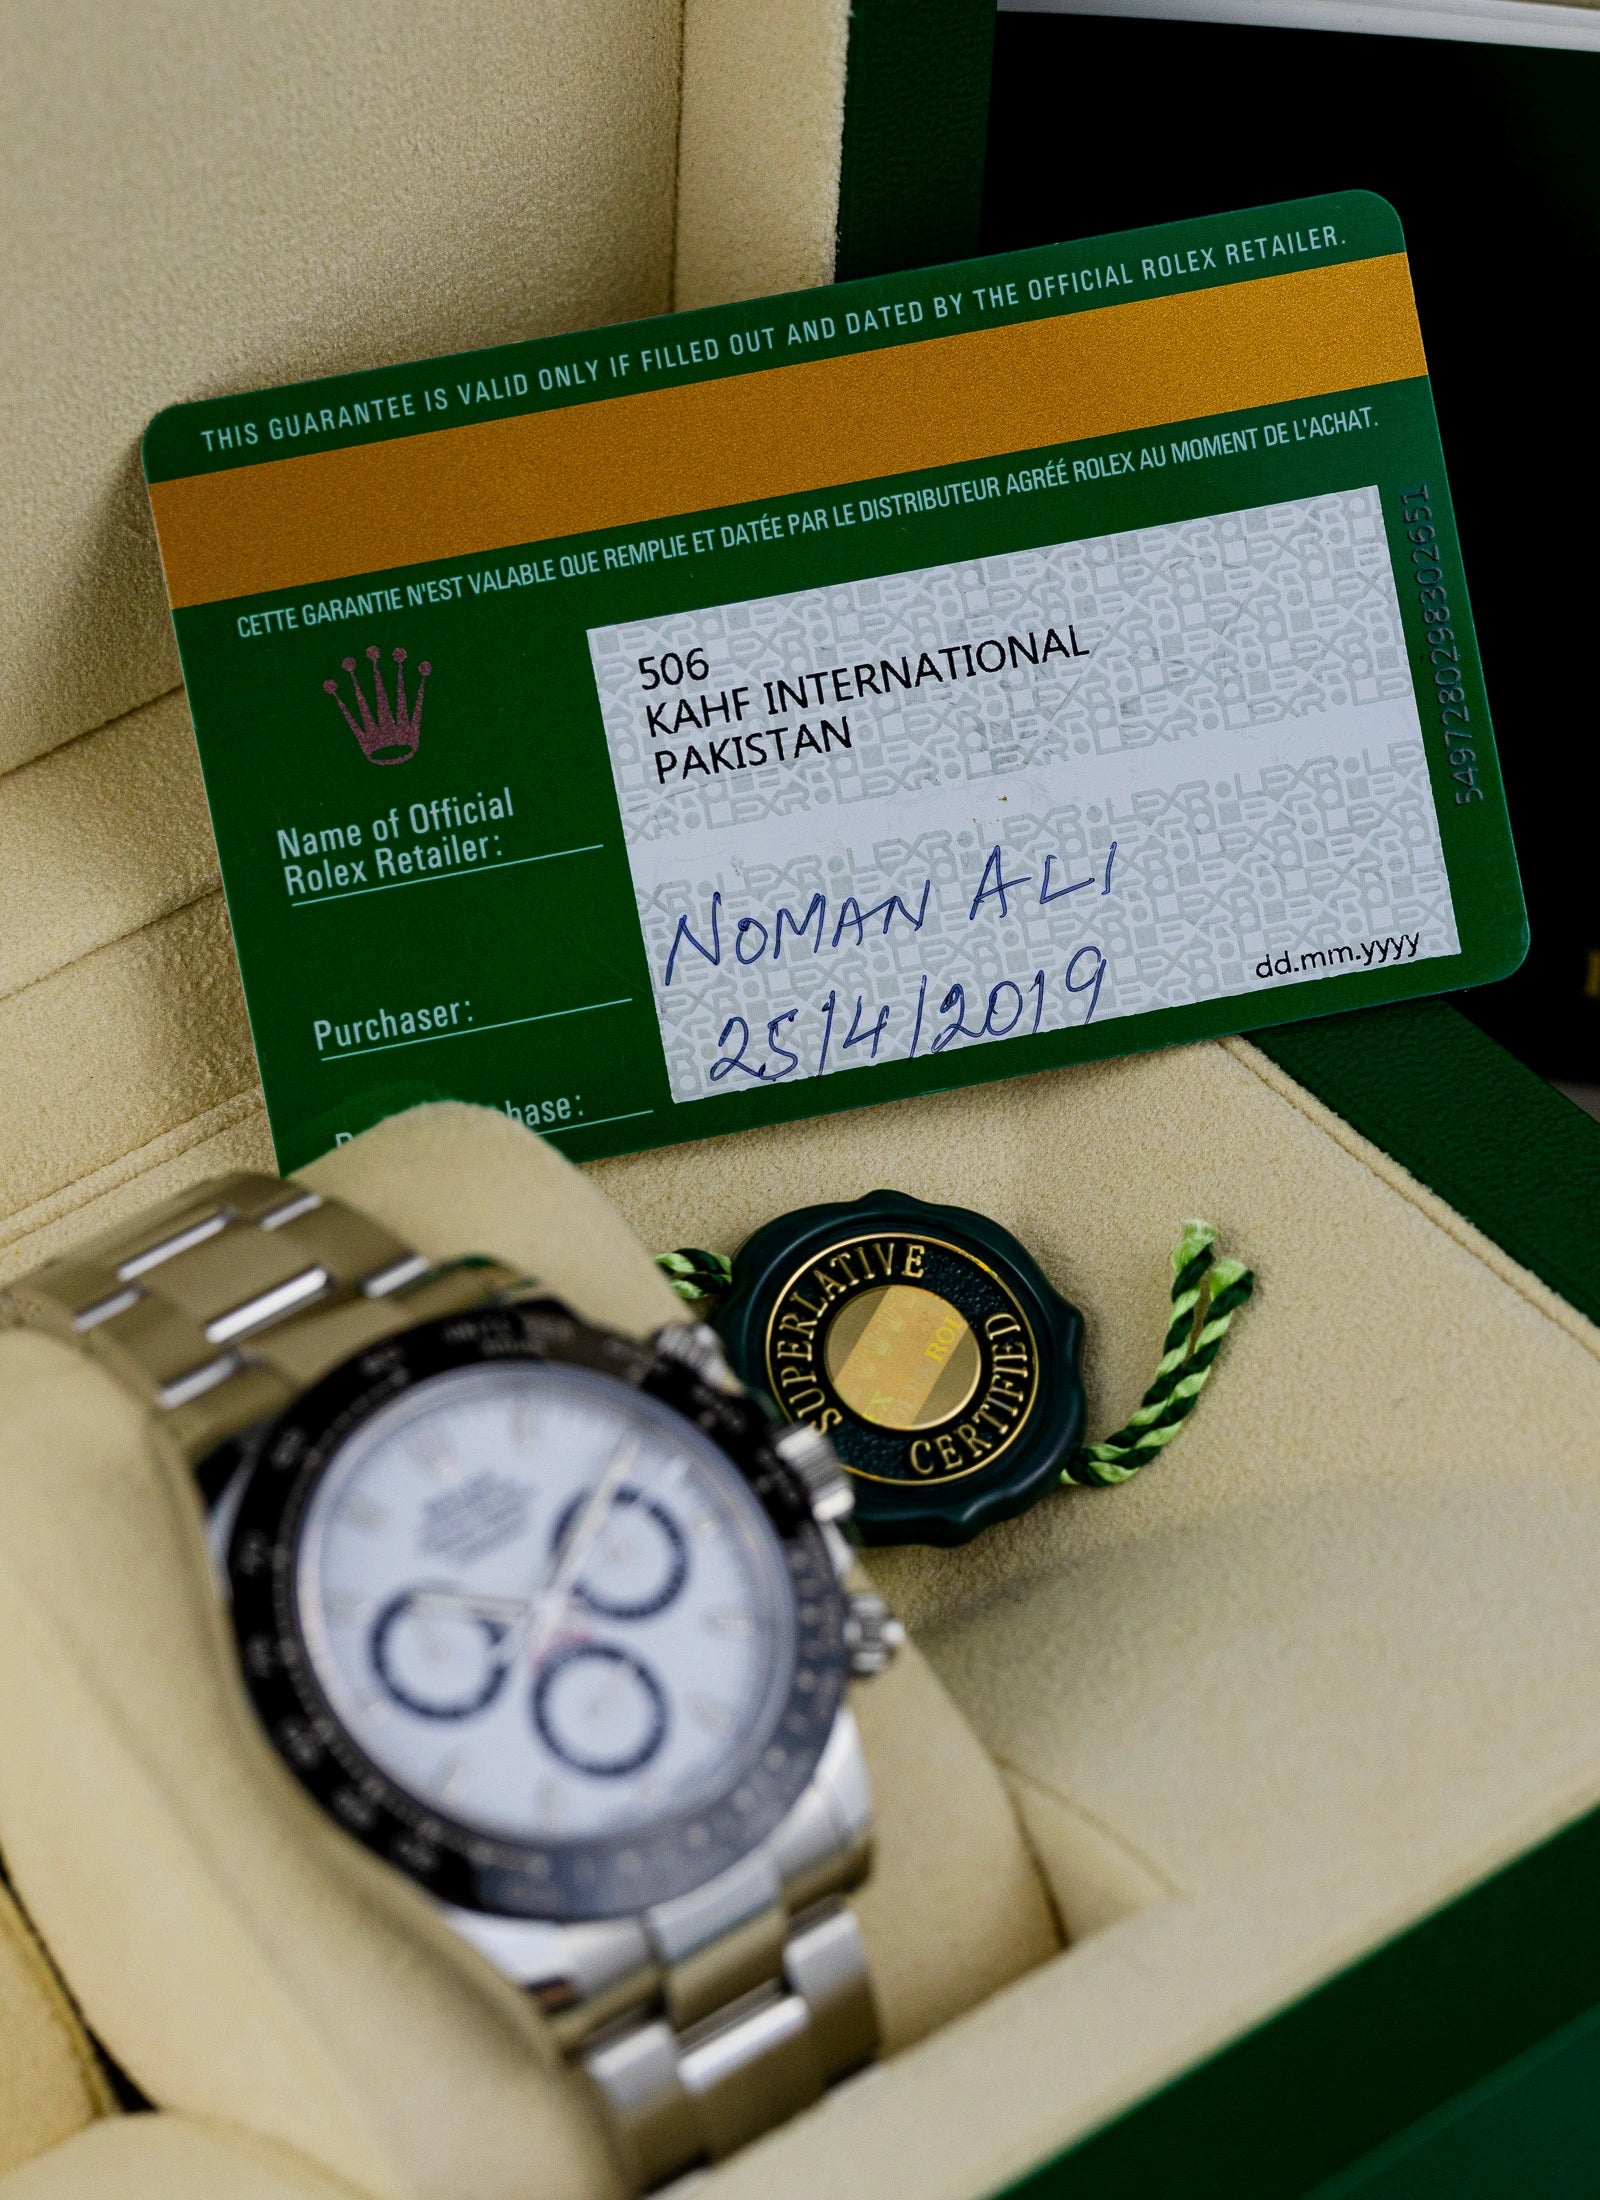 THIS GUARANTEE IS VALID ONLY IF FILLED OUT AND DATED BY THE OFFICIAL ROLEX RETAILER.
CETTE GARANTIE N'EST VALABLE QUE REMPLIE ET DATÉE PAR LE DISTRIBUTEUR AGRÉÉ ROLEX AU MOMENT DE L'ACHAT.
506
KAHF INTERNATIONAL
PAKISTAN
Name of Official
Rolex Retailer:
NOMAN ALI
Purchaser:
25/4/2019
dd.mm.yyyy
5497280298302651
SUPERLATIVE
CERTIFIED